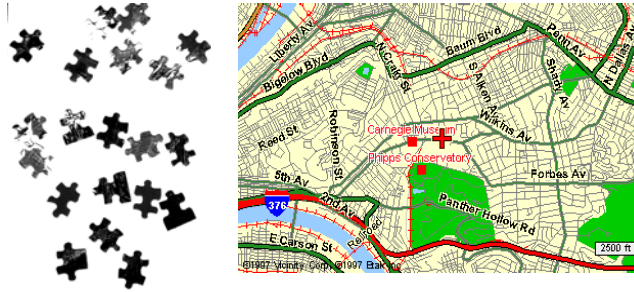 Liberty Av
Bigelow Blvd
N Craig St
Baum Blvd
Penn Av
N Dallas Av
S Aiken Av
Shady Av
Wilkins Av
Reed St
Robinson St
Carnegie Museum
Phipps Conservatory
Forbes Av
5th Av
2nd Av
376
Panther Hollow Rd
E Carson St
Railroad
2500 ft
©1997 Vicinity Corp, ©1997 Etak, Inc